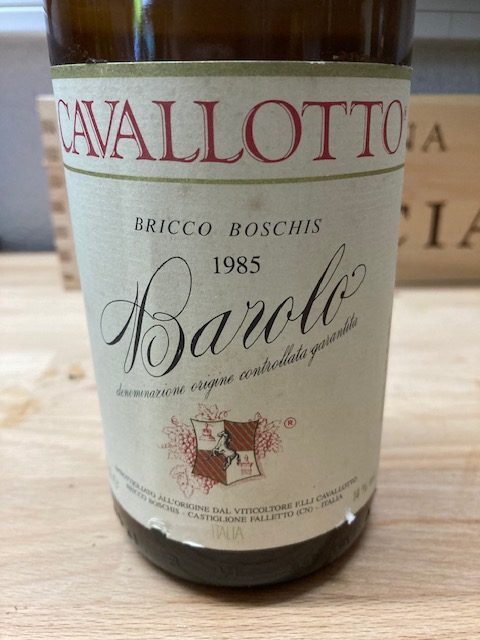 CAVALLOTTO
BRICCO BOSCHIS
1985
Barolo
denominazione origine controllata garantita
®
ALL'ORIGINE DAL VITICOLTORE F.LLI CAVALLOTTO
BRICCO BOSCHIS - CASTIGLIONE FALLETTO (CN) - ITALIA
ITALIA
NA
CIA